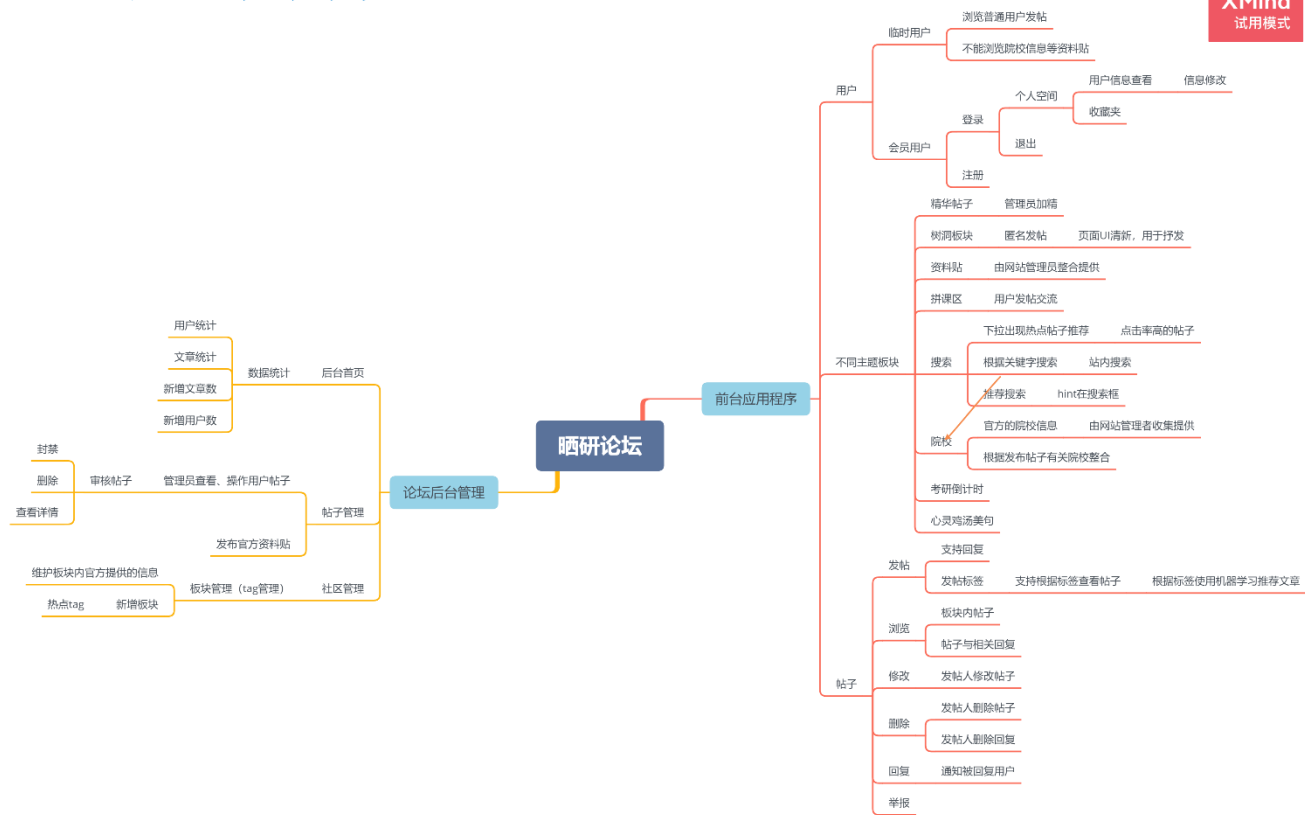 XMind
试用模式
晒研论坛
前台应用程序
用户
临时用户
浏览普通用户发帖
不能浏览院校信息等资料贴
会员用户
登录
个人空间
用户信息查看
信息修改
收藏夹
退出
注册
不同主题板块
精华帖子
管理员加精
树洞板块
匿名发帖
页面UI清新，用于抒发
资料贴
由网站管理员整合提供
拼课区
用户发帖交流
搜索
下拉出现热点帖子推荐
点击率高的帖子
根据关键字搜索
站内搜索
推荐搜索
hint在搜索框
院校
官方的院校信息
由网站管理者收集提供
根据发布帖子有关院校整合
考研倒计时
心灵鸡汤美句
帖子
发帖
支持回复
发帖标签
支持根据标签查看帖子
根据标签使用机器学习推荐文章
浏览
板块内帖子
帖子与相关回复
修改
发帖人修改帖子
删除
发帖人删除帖子
发帖人删除回复
回复
通知被回复用户
举报
论坛后台管理
后台首页
数据统计
用户统计
文章统计
新增文章数
新增用户数
帖子管理
管理员查看、操作用户帖子
审核帖子
封禁
删除
查看详情
发布官方资料贴
社区管理
板块管理（tag管理）
维护板块内官方提供的信息
新增板块
热点tag